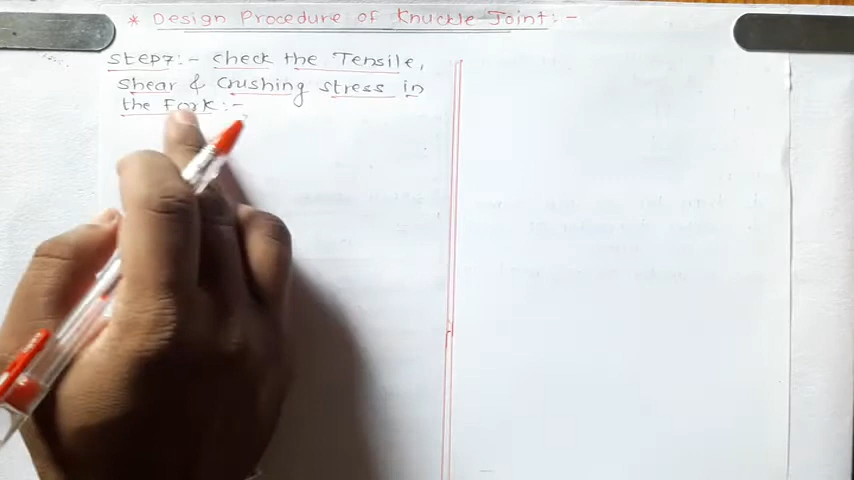 * Design Procedure of Knuckle Joint:-
STEP7:- check the Tensile,
shear & Crushing stress in
the Fork:-